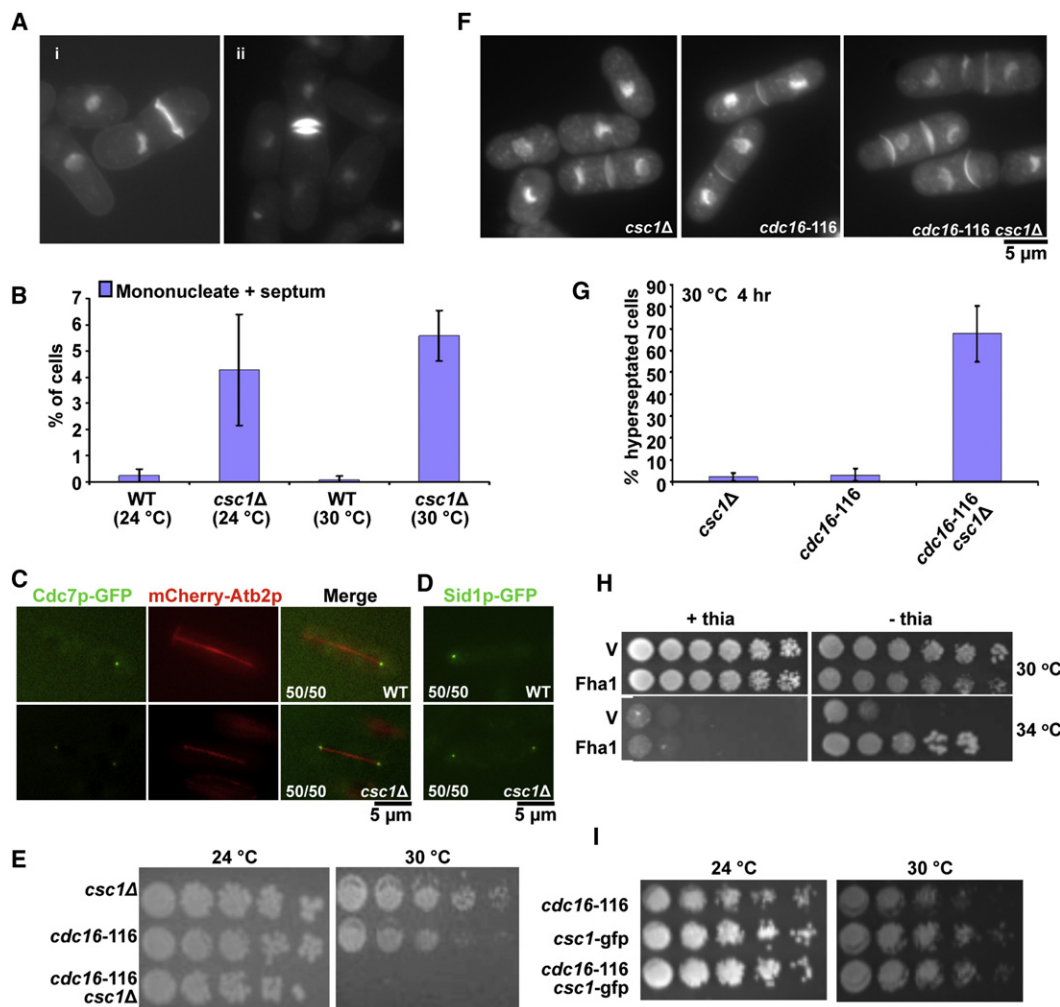 A
i
ii
B
Mononucleate + septum
% of cells
7
6
5
4
3
2
1
0
WT
(24 °C)
csc1Δ
(24 °C)
WT
(30 °C)
csc1Δ
(30 °C)
C
Cdc7p-GFP
mCherry-Atb2p
Merge
50/50
WT
50/50
csc1Δ
5 µm
D
Sid1p-GFP
50/50
WT
50/50
csc1Δ
5 µm
E
24 °C
30 °C
csc1Δ
cdc16-116
cdc16-116
csc1Δ
F
csc1Δ
cdc16-116
cdc16-116 csc1Δ
5 µm
G
30 °C 4 hr
% hyperseptated cells
90
80
70
60
50
40
30
20
10
0
csc1Δ
cdc16-116
cdc16-116
csc1Δ
H
+ thia
- thia
V
Fha1
30 °C
V
Fha1
34 °C
I
24 °C
30 °C
cdc16-116
csc1-gfp
cdc16-116
csc1-gfp